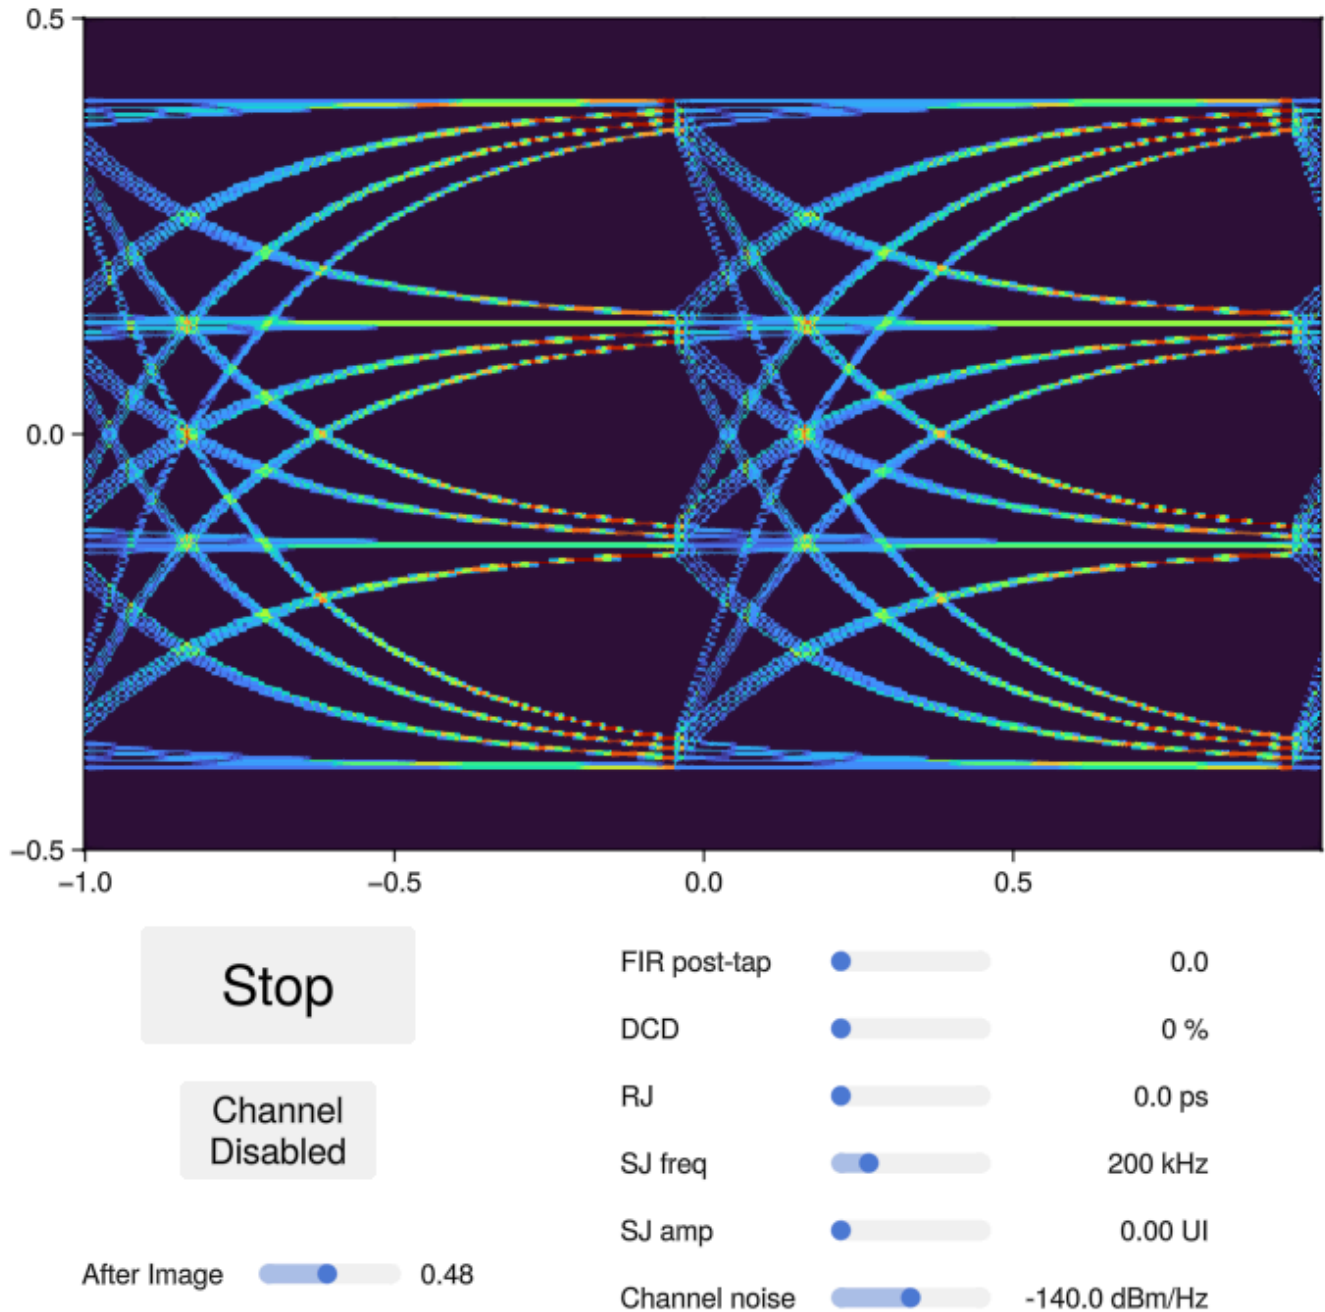 0.5
0.0
−0.5
−1.0
−0.5
0.0
0.5
Stop
Channel
Disabled
After Image 0.48
FIR post-tap 0.0
DCD 0 %
RJ 0.0 ps
SJ freq 200 kHz
SJ amp 0.00 UI
Channel noise -140.0 dBm/Hz